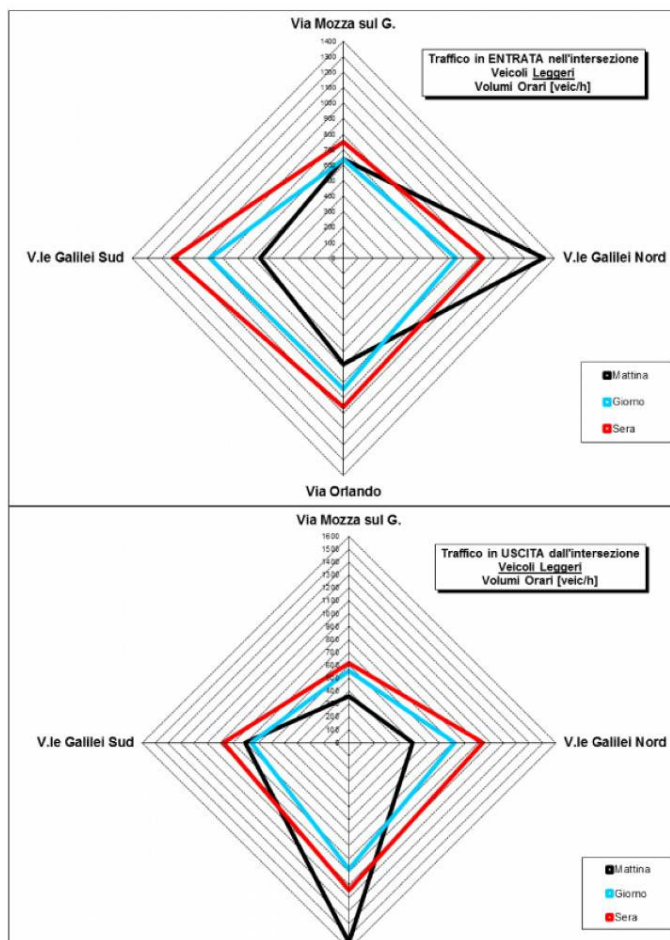 Via Mozza sul G.
Traffico in ENTRATA nell'intersezione
Veicoli Leggeri
Volumi Orari [veic/h]
1400
1300
1200
1100
1000
900
800
700
600
500
400
300
200
100
0
V.le Galilei Sud
V.le Galilei Nord
Mattina
Giorno
Sera
Via Orlando
Via Mozza sul G.
Traffico in USCITA dall'intersezione
Veicoli Leggeri
Volumi Orari [veic/h]
1600
1500
1400
1300
1200
1100
1000
900
800
700
600
500
400
300
200
100
0
V.le Galilei Sud
V.le Galilei Nord
Mattina
Giorno
Sera